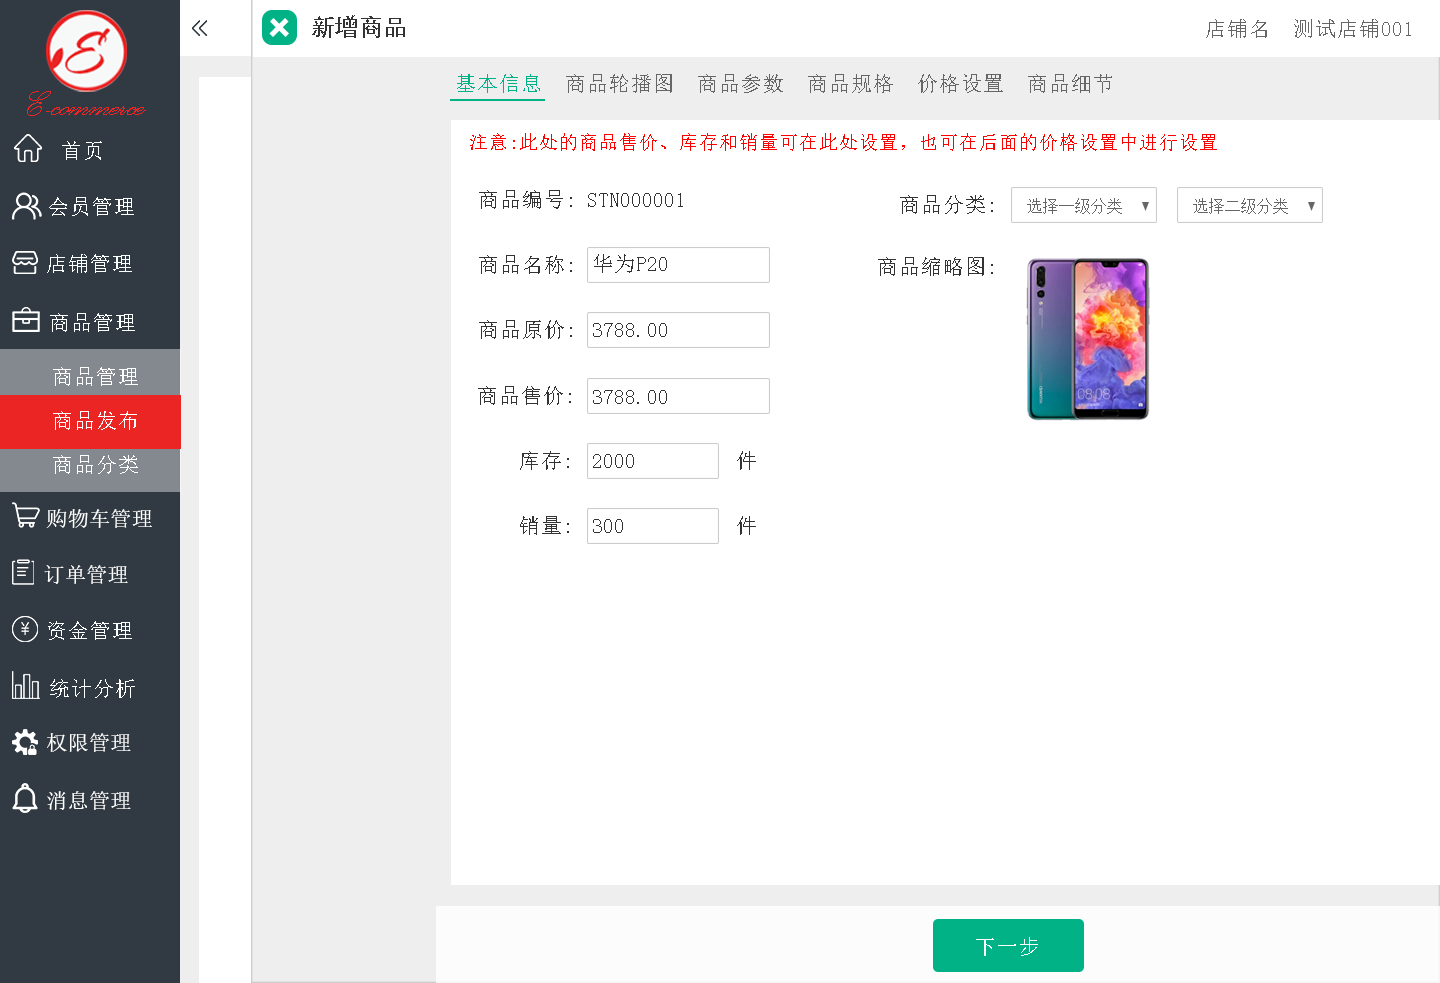 E-commerce
首页
会员管理
店铺管理
商品管理
商品管理
商品发布
商品分类
购物车管理
订单管理
资金管理
统计分析
权限管理
消息管理
新增商品
店铺名 测试店铺001
基本信息 商品轮播图 商品参数 商品规格 价格设置 商品细节
注意:此处的商品售价、库存和销量可在此处设置，也可在后面的价格设置中进行设置
商品编号: STN000001
商品名称: 华为P20
商品原价: 3788.00
商品售价: 3788.00
库存: 2000 件
销量: 300 件
商品分类: 选择一级分类 ▼ 选择二级分类 ▼
商品缩略图:
08:08
HUAWEI
下一步